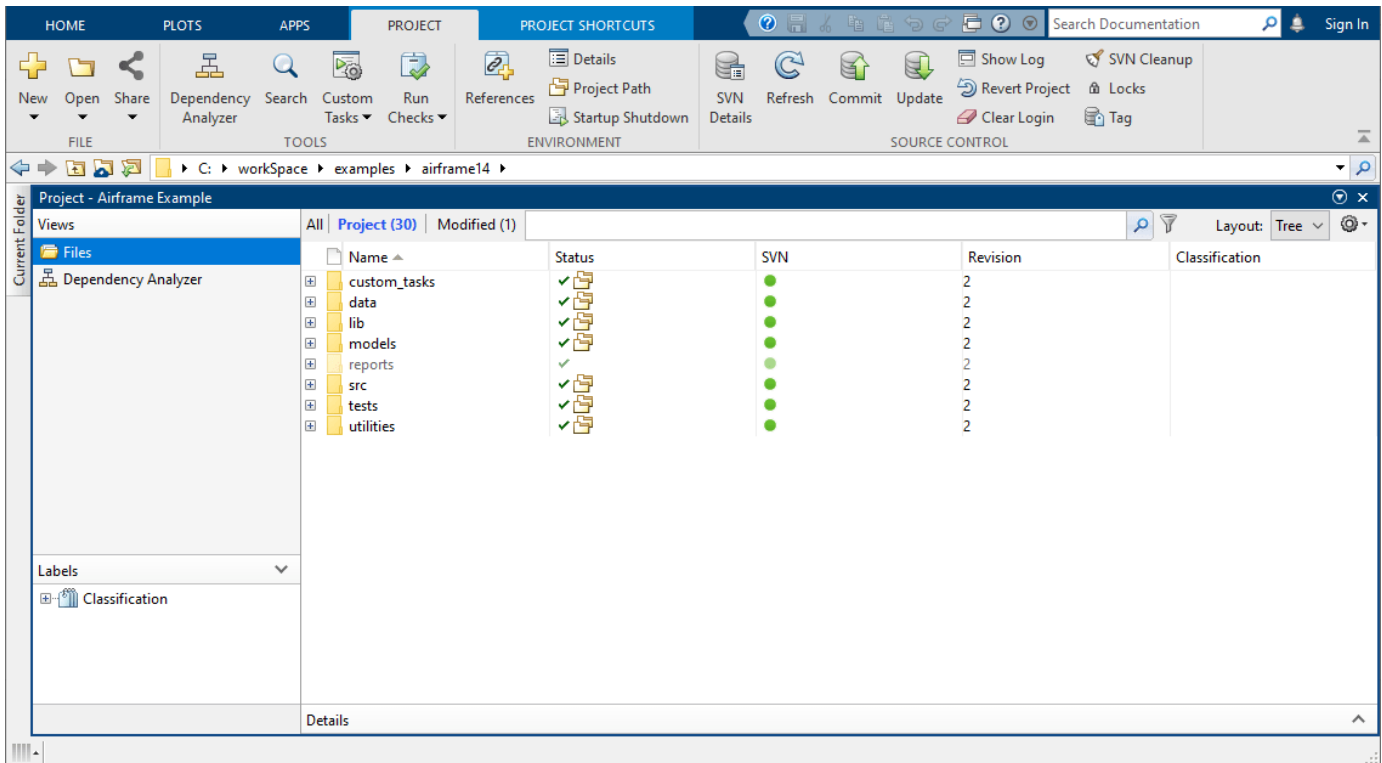 HOME PLOTS APPS PROJECT PROJECT SHORTCUTS Search Documentation Sign In
New Open Share Dependency Analyzer Search Custom Tasks Run Checks References Details Project Path Startup Shutdown SVN Details Refresh Commit Update Show Log Revert Project Clear Login SVN Cleanup Locks Tag
FILE TOOLS ENVIRONMENT SOURCE CONTROL
C: workSpace examples airframe14
Current Folder
Project - Airframe Example
Views
All Project (30) Modified (1) Layout: Tree
Files
Dependency Analyzer
Name Status SVN Revision Classification
custom_tasks 2
data 2
lib 2
models 2
reports 2
src 2
tests 2
utilities 2
Labels
Classification
Details